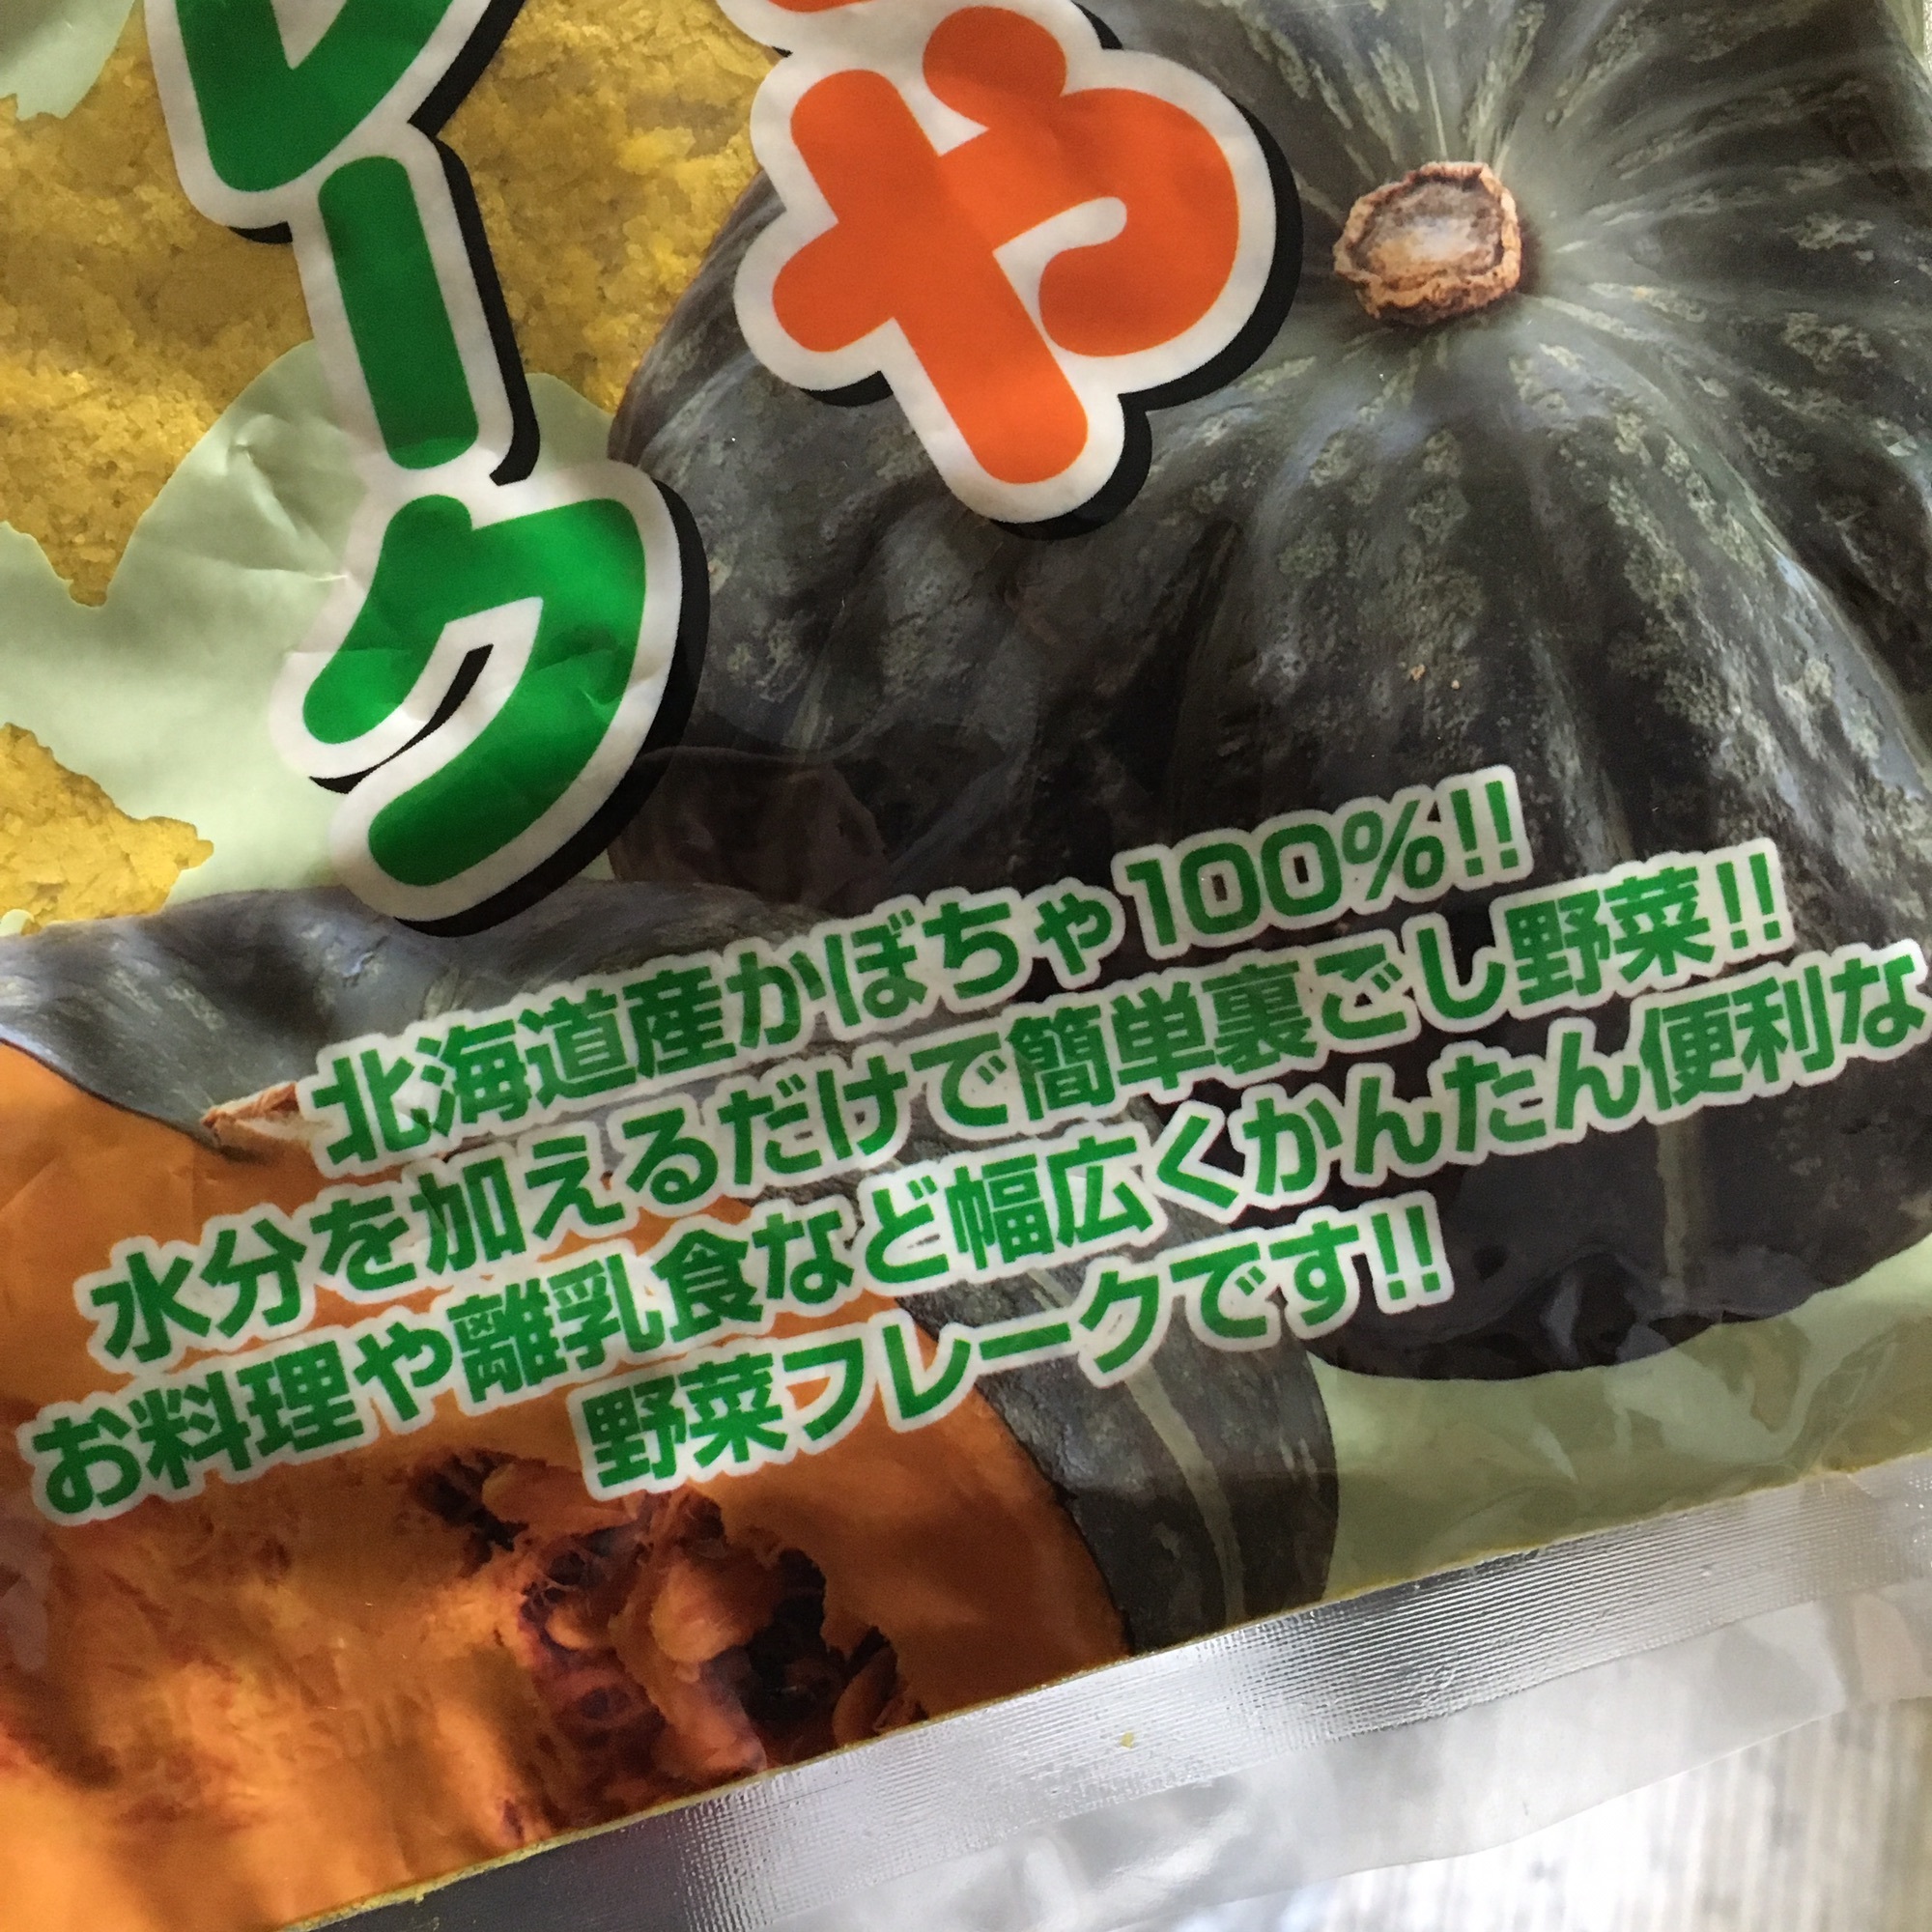 ゃ
レーク
北海道産かぼちゃ100%!!
水分を加えるだけで簡単裏ごし野菜!!
お料理や離乳食など幅広くかんたん便利な
野菜フレークです!!